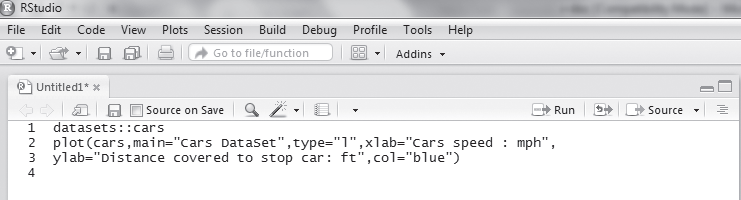 RStudio
File Edit Code View Plots Session Build Debug Profile Tools Help
Go to file/function Addins
Untitled1*
Source on Save Run Source
1 datasets::cars
2 plot(cars,main="Cars DataSet",type="l",xlab="Cars speed : mph",
3 ylab="Distance covered to stop car: ft",col="blue")
4